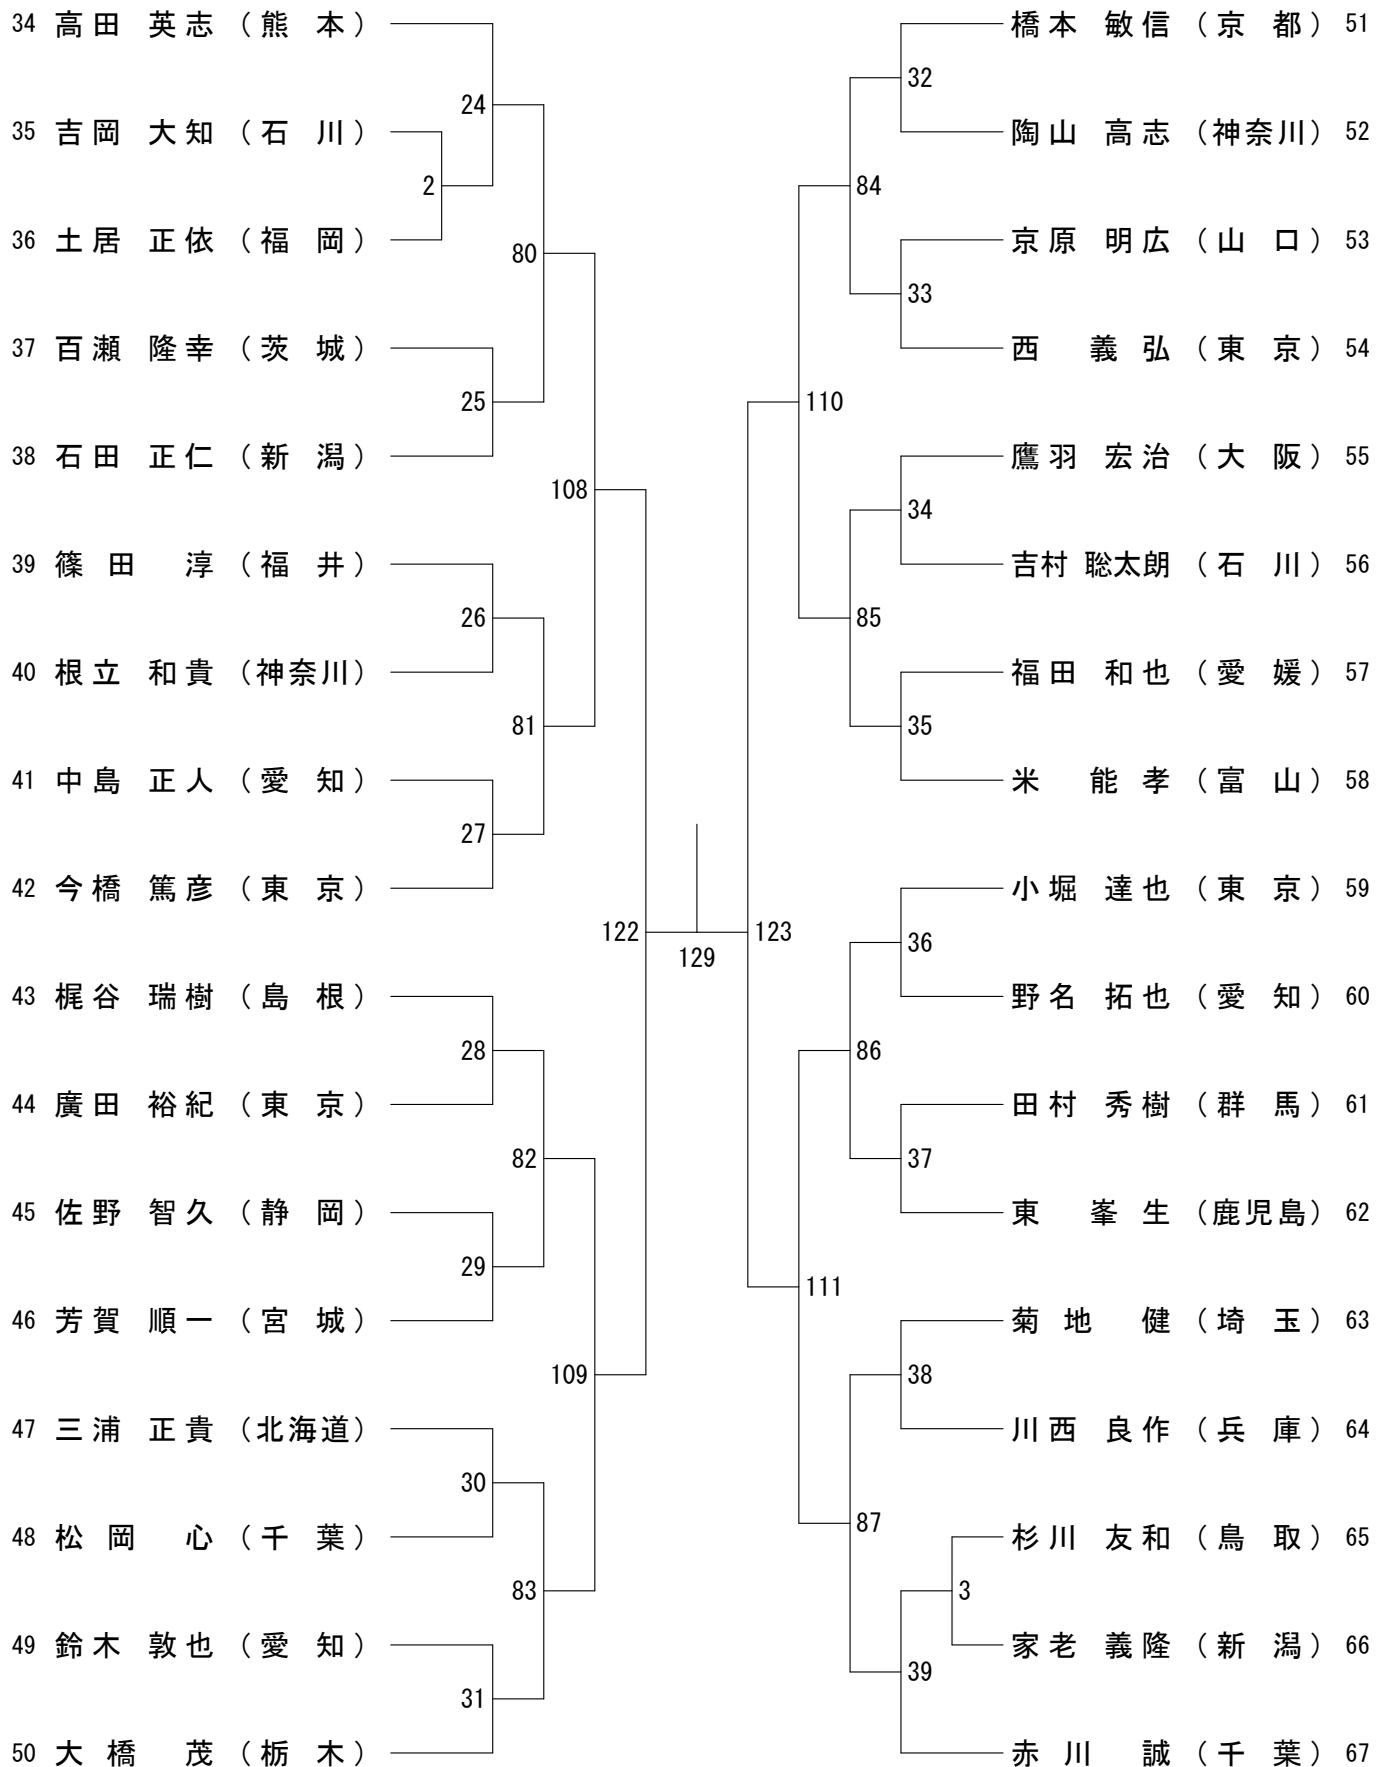 34 高田 英志 (熊 本)
24
35 吉岡 大知 (石 川)
2
36 土居 正依 (福 岡)
80
37 百瀬 隆幸 (茨 城)
25
38 石田 正仁 (新 潟)
108
39 篠田 淳 (福 井)
26
40 根立 和貴 (神奈川)
81
41 中島 正人 (愛 知)
27
42 今橋 篤彦 (東 京)
122
43 梶谷 瑞樹 (島 根)
28
44 廣田 裕紀 (東 京)
82
45 佐野 智久 (静 岡)
29
46 芳賀 順一 (宮 城)
109
47 三浦 正貴 (北海道)
30
48 松岡 心 (千 葉)
83
49 鈴木 敦也 (愛 知)
31
50 大橋 茂 (栃 木)
129
橋本 敏信 (京 都) 51
32
陶山 高志 (神奈川) 52
84
京原 明広 (山 口) 53
33
西 義弘 (東 京) 54
110
鷹羽 宏治 (大 阪) 55
34
吉村 聡太朗 (石 川) 56
85
福田 和也 (愛 媛) 57
35
米 能孝 (富 山) 58
小堀 達也 (東 京) 59
123
36
野名 拓也 (愛 知) 60
86
田村 秀樹 (群 馬) 61
37
東 峯生 (鹿児島) 62
111
菊地 健 (埼 玉) 63
38
川西 良作 (兵 庫) 64
87
杉川 友和 (鳥 取) 65
3
家老 義隆 (新 潟) 66
39
赤川 誠 (千 葉) 67